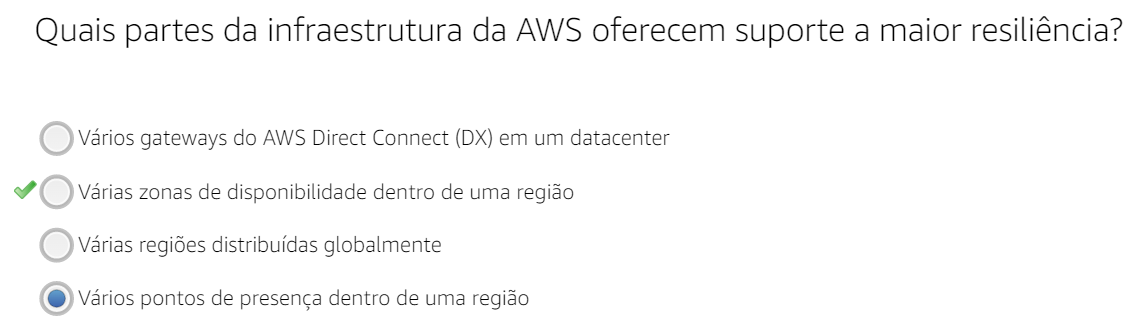 Quais partes da infraestrutura da AWS oferecem suporte a maior resiliência?
Vários gateways do AWS Direct Connect (DX) em um datacenter
Várias zonas de disponibilidade dentro de uma região
Várias regiões distribuídas globalmente
Vários pontos de presença dentro de uma região